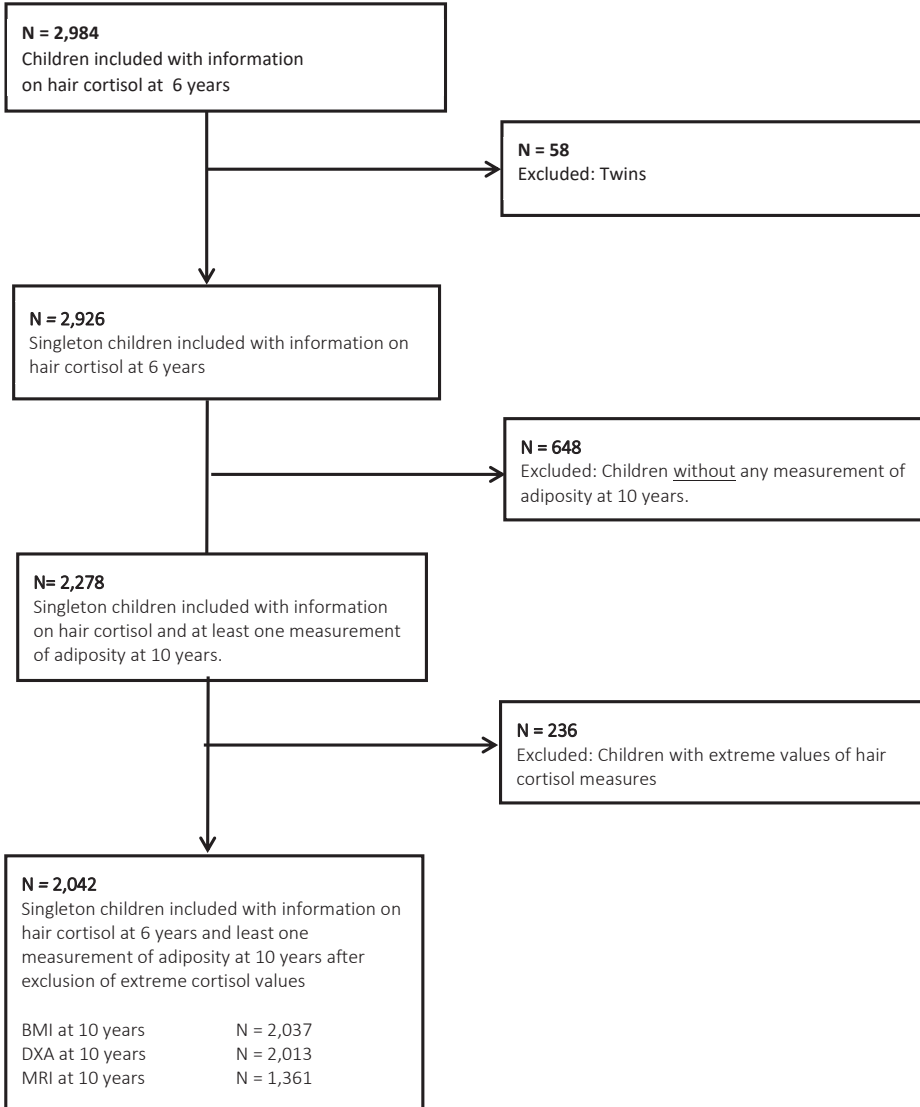 N = 2,984
Children included with information
on hair cortisol at 6 years
N = 58
Excluded: Twins
N = 2,926
Singleton children included with information on
hair cortisol at 6 years
N = 648
Excluded: Children without any measurement of
adiposity at 10 years.
N= 2,278
Singleton children included with information
on hair cortisol and at least one measurement
of adiposity at 10 years.
N = 236
Excluded: Children with extreme values of hair
cortisol measures
N = 2,042
Singleton children included with information on
hair cortisol at 6 years and least one
measurement of adiposity at 10 years after
exclusion of extreme cortisol values
BMI at 10 years N = 2,037
DXA at 10 years N = 2,013
MRI at 10 years N = 1,361